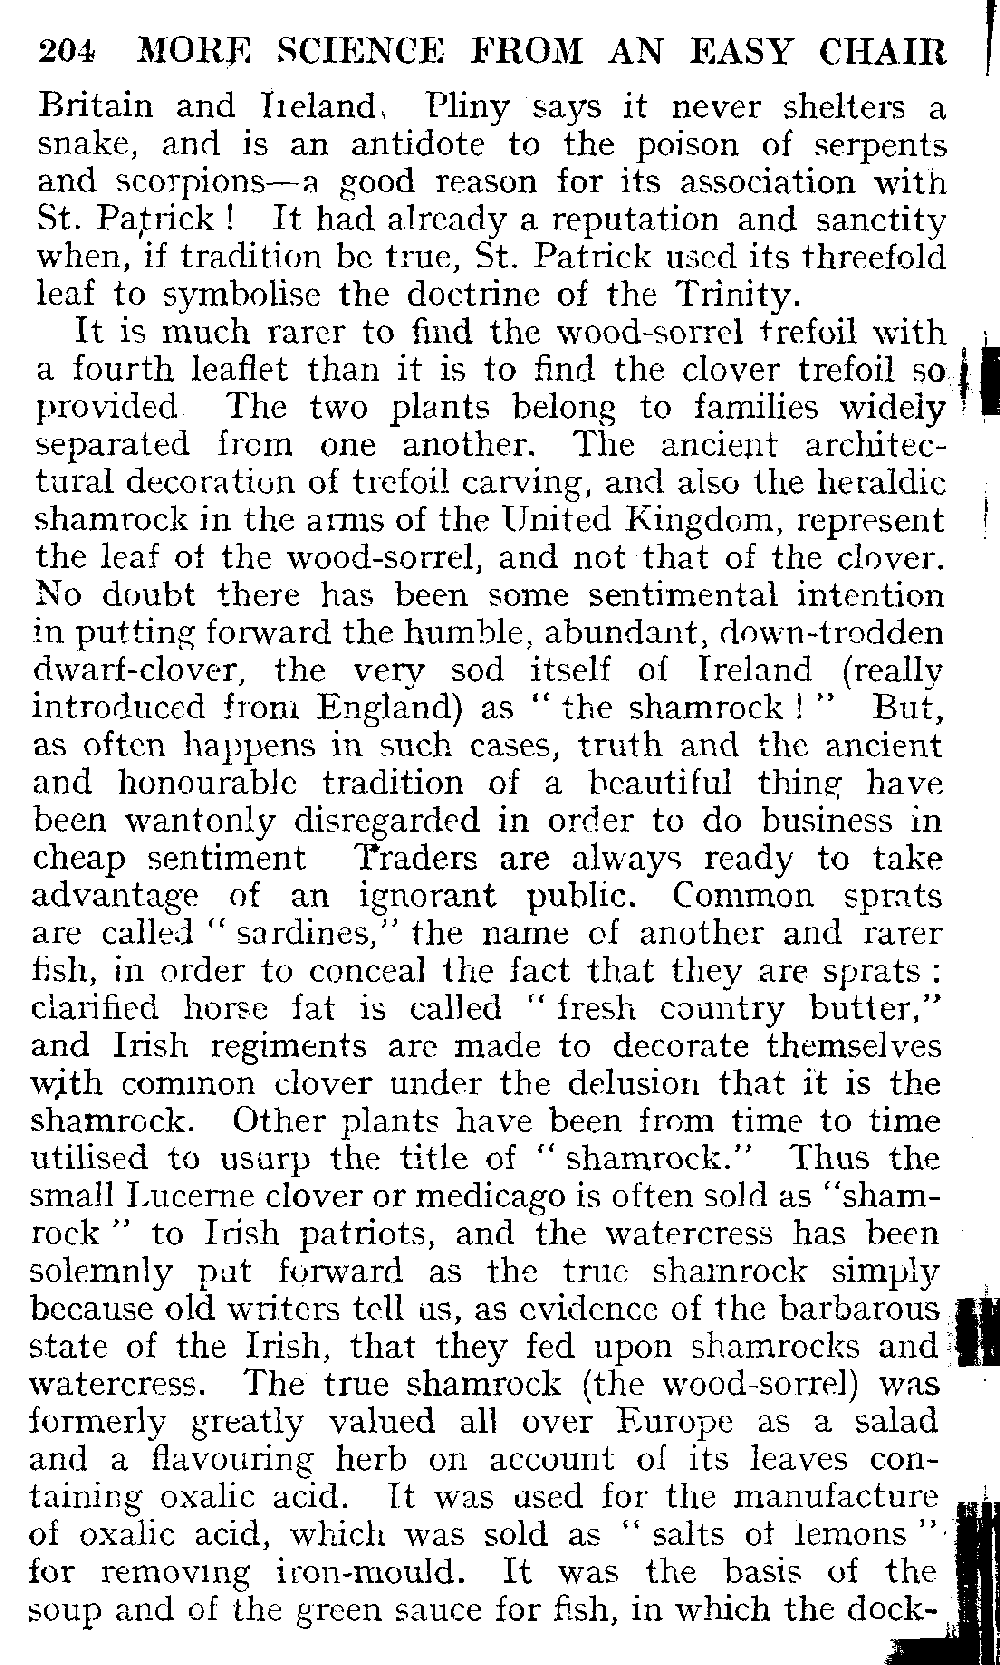 204 MORE SCIENCE FROM AN EASY CHAIR
Britain and Ireland. Pliny says it never shelters a
snake, and is an antidote to the poison of serpents
and scorpions—a good reason for its association with
St. Patrick ! It had already a reputation and sanctity
when, if tradition be true, St. Patrick used its threefold
leaf to symbolise the doctrine of the Trinity.
It is much rarer to find the wood-sorrel trefoil with
a fourth leaflet than it is to find the clover trefoil so
provided The two plants belong to families widely
separated from one another. The ancient architec-
tural decoration of trefoil carving, and also the heraldic
shamrock in the arms of the United Kingdom, represent
the leaf of the wood-sorrel, and not that of the clover.
No doubt there has been some sentimental intention
in putting forward the humble, abundant, down-trodden
dwarf-clover, the very sod itself of Ireland (really
introduced from England) as " the shamrock ! " But,
as often happens in such cases, truth and the ancient
and honourable tradition of a beautiful thing have
been wantonly disregarded in order to do business in
cheap sentiment Traders are always ready to take
advantage of an ignorant public. Common sprats
are called " sardines," the name of another and rarer
fish, in order to conceal the fact that they are sprats :
clarified horse fat is called " fresh country butter,"
and Irish regiments are made to decorate themselves
with common clover under the delusion that it is the
shamrock. Other plants have been from time to time
utilised to usurp the title of " shamrock." Thus the
small Lucerne clover or medicago is often sold as "sham-
rock " to Irish patriots, and the watercress has been
solemnly put forward as the true shamrock simply
because old writers tell us, as evidence of the barbarous
state of the Irish, that they fed upon shamrocks and
watercress. The true shamrock (the wood-sorrel) was
formerly greatly valued all over Europe as a salad
and a flavouring herb on account of its leaves con-
taining oxalic acid. It was used for the manufacture
of oxalic acid, which was sold as " salts of lemons "
for removing iron-mould. It was the basis of the
soup and of the green sauce for fish, in which the dock-